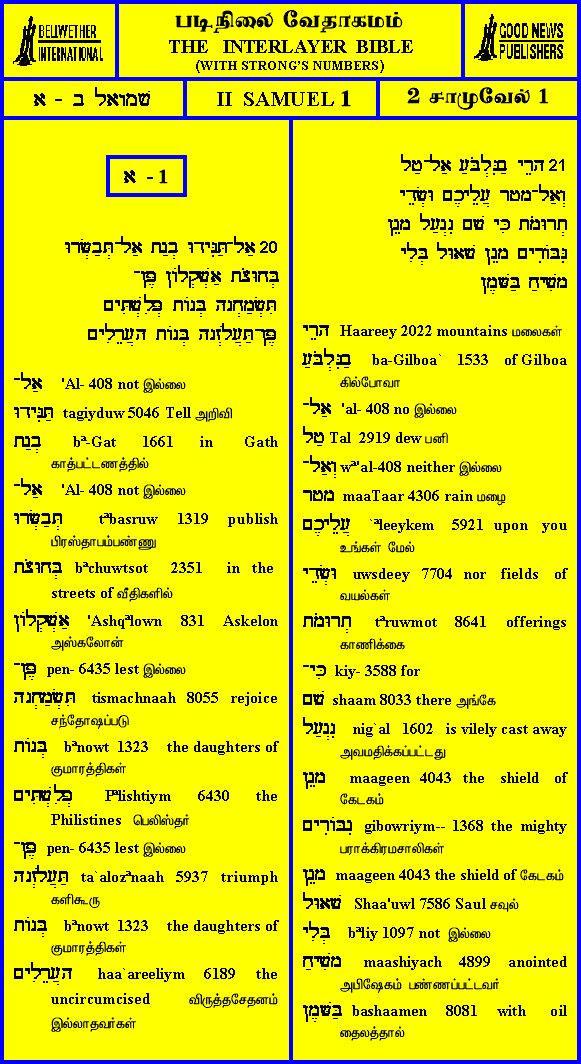 BELLWETHER
INTERNATIONAL
படிநிலை வேதாகமம்
THE INTERLAYER BIBLE
(WITH STRONG'S NUMBERS)
GOOD NEWS
PUBLISHERS
שמואל ב - א
II SAMUEL 1
2 சாமுவேல் 1
א - 1
20 אַל־תַּגִּידוּ בְגַת אַל־תְּבַשְּׂרוּ
בְּחוּצֹת אַשְׁקְלוֹן פֶּן־
תִּשְׂמַחְנָה בְּנוֹת פְּלִשְׁתִּים
פֶּן־תַּעֲלֹזְנָה בְּנוֹת הָעֲרֵלִים
אַל־ 'Al- 408 not இல்லை
תַּגִּידוּ tagiyduw 5046 Tell அறிவி
בְגַת bª-Gat 1661 in Gath
காத்பட்டணத்தில்
אַל־ 'Al- 408 not இல்லை
תְּבַשְּׂרוּ tªbasruw 1319 publish
பிரஸ்தாபம்பண்ணு
בְּחוּצֹת bªchuwtsot 2351 in the
streets of வீதிகளில்
אַשְׁקְלוֹן 'Ashqªlown 831 Askelon
அஸ்கலோன்
פֶּן־ pen- 6435 lest இல்லை
תִּשְׂמַחְנָה tismachnaah 8055 rejoice
சந்தோஷப்படு
בְּנוֹת bªnowt 1323 the daughters of
குமாரத்திகள்
פְּלִשְׁתִּים Pªlishtiym 6430 the
Philistines பெலிஸ்தர்
פֶּן־ pen- 6435 lest இல்லை
תַּעֲלֹזְנָה ta`alozªnaah 5937 triumph
களிகூரு
בְּנוֹת bªnowt 1323 the daughters of
குமாரத்திகள்
הָעֲרֵלִים haa`areeliym 6189 the
uncircumcised விருத்தசேதனம்
இல்லாதவர்கள்
21 הָרֵי בַגִּלְבֹּעַ אַל־טַל
וְאַל־מָטָר עֲלֵיכֶם וּשְׂדֵי
תְרוּמֹת כִּי שָׁם נִגְעַל מָגֵן
גִּבּוֹרִים מָגֵן שָׁאוּל בְּלִי
מָשִׁיחַ בַּשָּׁמֶן
הָרֵי Haareey 2022 mountains மலைகள்
בַגִּלְבֹּעַ ba-Gilboa` 1533 of Gilboa
கில்போவா
אַל־ 'al- 408 no இல்லை
טַל Tal 2919 dew பனி
וְאַל־ wª'al-408 neither இல்லை
מָטָר maaTaar 4306 rain மழை
עֲלֵיכֶם `ªleeykem 5921 upon you
உங்கள் மேல்
וּשְׂדֵי uwsdeey 7704 nor fields of
வயல்கள்
תְרוּמֹת tªruwmot 8641 offerings
காணிக்கை
כִּי־ kiy- 3588 for
שָׁם shaam 8033 there அங்கே
נִגְעַל nig`al 1602 is vilely cast away
அவமதிக்கப்பட்டது
מָגֵן maageen 4043 the shield of
கேடகம்
גִּבּוֹרִים gibowriym-- 1368 the mighty
பராக்கிரமசாலிகள்
מָגֵן maageen 4043 the shield of கேடகம்
שָׁאוּל Shaa'uwl 7586 Saul சவுல்
בְּלִי bªliy 1097 not இல்லை
מָשִׁיחַ maashiyach 4899 anointed
அபிஷேகம் பண்ணப்பட்டவர்
בַּשָּׁמֶן bashaamen 8081 with oil
தைலத்தால்